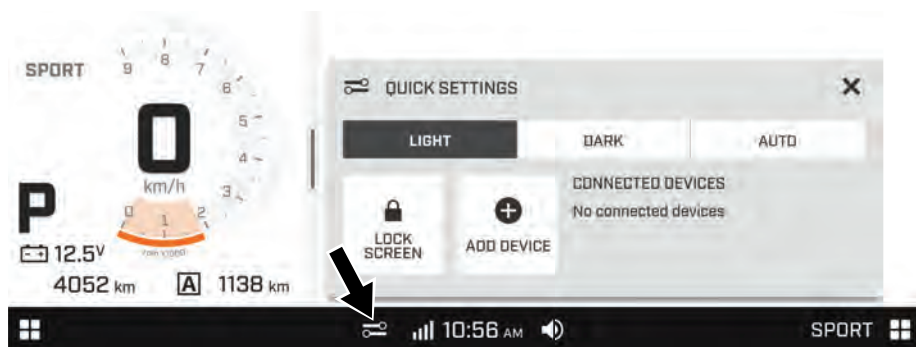 SPORT
9 8 7
6
5
4
3
0 1 2
0
km/h
P
12.5V
4052 km A 1138 km
QUICK SETTINGS
LIGHT DARK AUTO
LOCK
SCREEN
ADD DEVICE
CONNECTED DEVICES
No connected devices
10:56 AM
SPORT